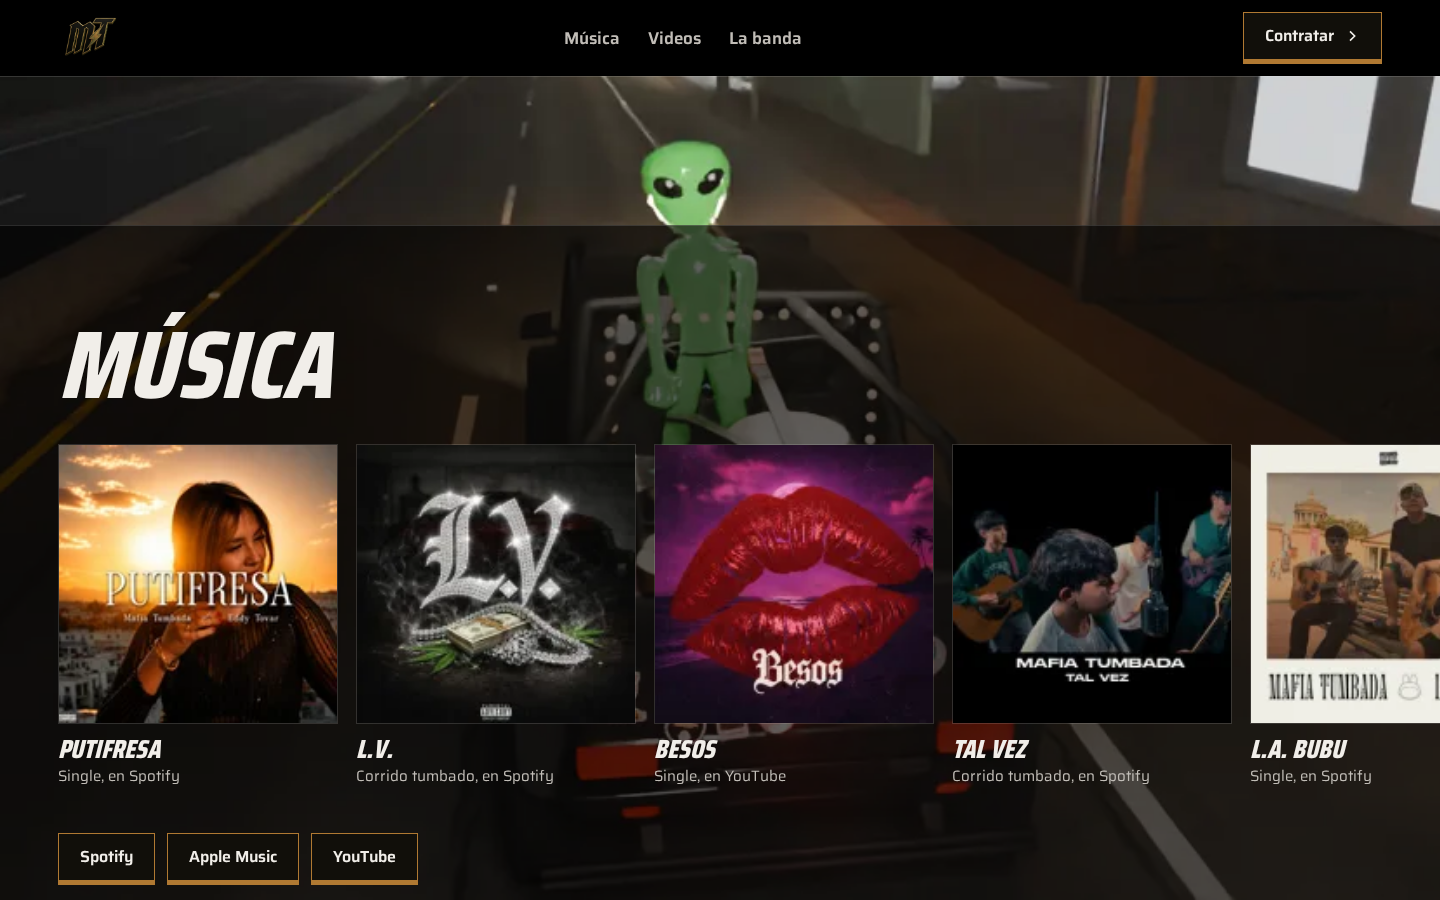 MT
Música
Videos
La banda
Contratar
MÚSICA
PUTIFRESA
Mafia Tumbada
Eddy Tovar
L.V.
Besos
MAFIA TUMBADA
TAL VEZ
MAFIA TUMBADA
PUTIFRESA
Single, en Spotify
L.V.
Corrido tumbado, en Spotify
BESOS
Single, en YouTube
TAL VEZ
Corrido tumbado, en Spotify
L.A. BUBU
Single, en Spotify
Spotify
Apple Music
YouTube